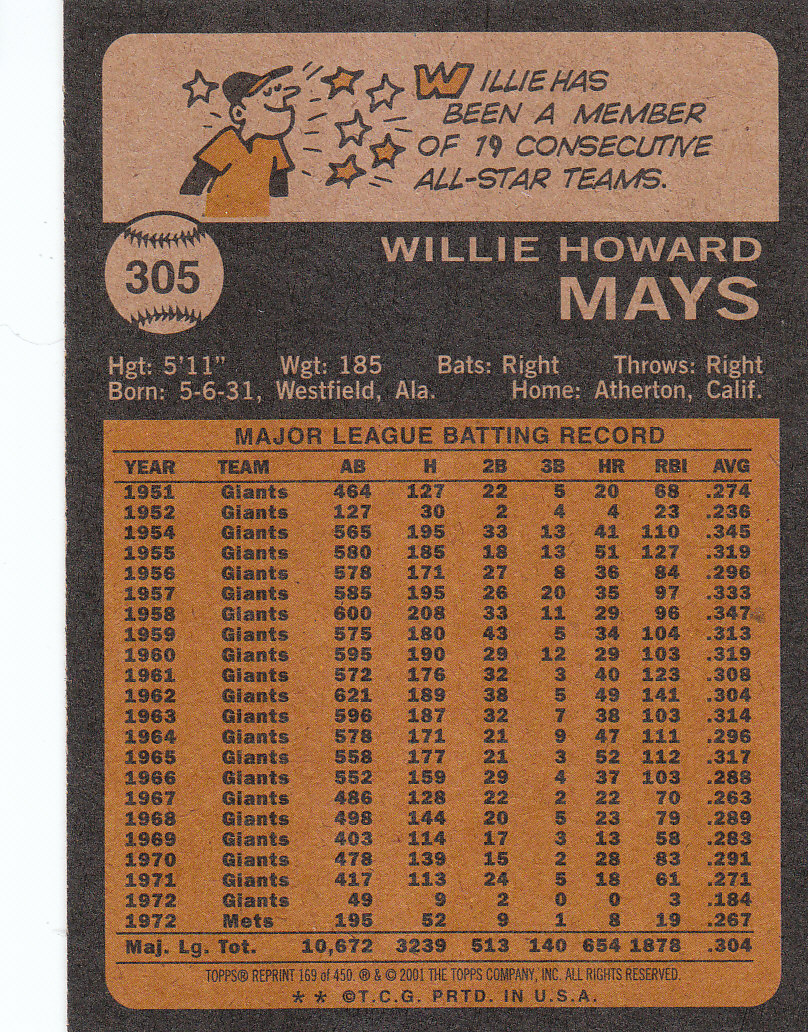 WILLIE HAS
BEEN A MEMBER
OF 19 CONSECUTIVE
ALL-STAR TEAMS.
305
WILLIE HOWARD
MAYS
Hgt: 5'11" Wgt: 185 Bats: Right Throws: Right
Born: 5-6-31, Westfield, Ala. Home: Atherton, Calif.
MAJOR LEAGUE BATTING RECORD
YEAR TEAM AB H 2B 3B HR RBI AVG
1951 Giants 464 127 22 5 20 68 .274
1952 Giants 127 30 2 4 4 23 .236
1954 Giants 565 195 33 13 41 110 .345
1955 Giants 580 185 18 13 51 127 .319
1956 Giants 578 171 27 8 36 84 .296
1957 Giants 585 195 26 20 35 97 .333
1958 Giants 600 208 33 11 29 96 .347
1959 Giants 575 180 43 5 34 104 .313
1960 Giants 595 190 29 12 29 103 .319
1961 Giants 572 176 32 3 40 123 .308
1962 Giants 621 189 38 5 49 141 .304
1963 Giants 596 187 32 7 38 103 .314
1964 Giants 578 171 21 9 47 111 .296
1965 Giants 558 177 21 3 52 112 .317
1966 Giants 552 159 29 4 37 103 .288
1967 Giants 486 128 22 2 22 70 .263
1968 Giants 498 144 20 5 23 79 .289
1969 Giants 403 114 17 3 13 58 .283
1970 Giants 478 139 15 2 28 83 .291
1971 Giants 417 113 24 5 18 61 .271
1972 Giants 49 9 2 0 0 3 .184
1972 Mets 195 52 9 1 8 19 .267
Maj. Lg. Tot. 10,672 3239 513 140 654 1878 .304
TOPPS® REPRINT 169 of 450. ® & © 2001 THE TOPPS COMPANY, INC. ALL RIGHTS RESERVED.
* * ©T.C.G. PRTD. IN U.S.A.